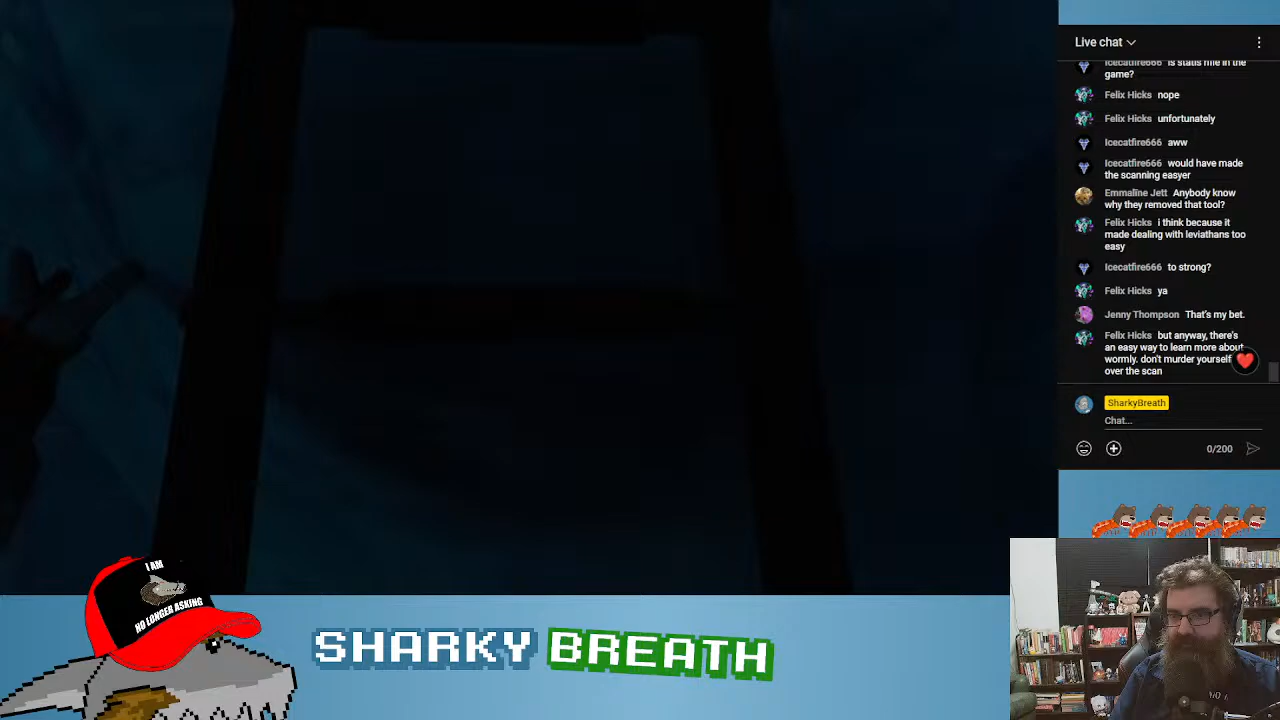 Live chat
Icecatfire666 is statis rifle in the
game?
Felix Hicks nope
Felix Hicks unfortunately
Icecatfire666 aww
Icecatfire666 would have made
the scanning easyer
Emmaline Jett Anybody know
why they removed that tool?
Felix Hicks i think because it
made dealing with leviathans too
easy
Icecatfire666 to strong?
Felix Hicks ya
Jenny Thompson That's my bet.
Felix Hicks but anyway, there's
an easy way to learn more about
wormly. don't murder yourself
over the scan
SharkyBreath
Chat...
0/200
I AM
NO LONGER ASKING
SHARKY BREATH